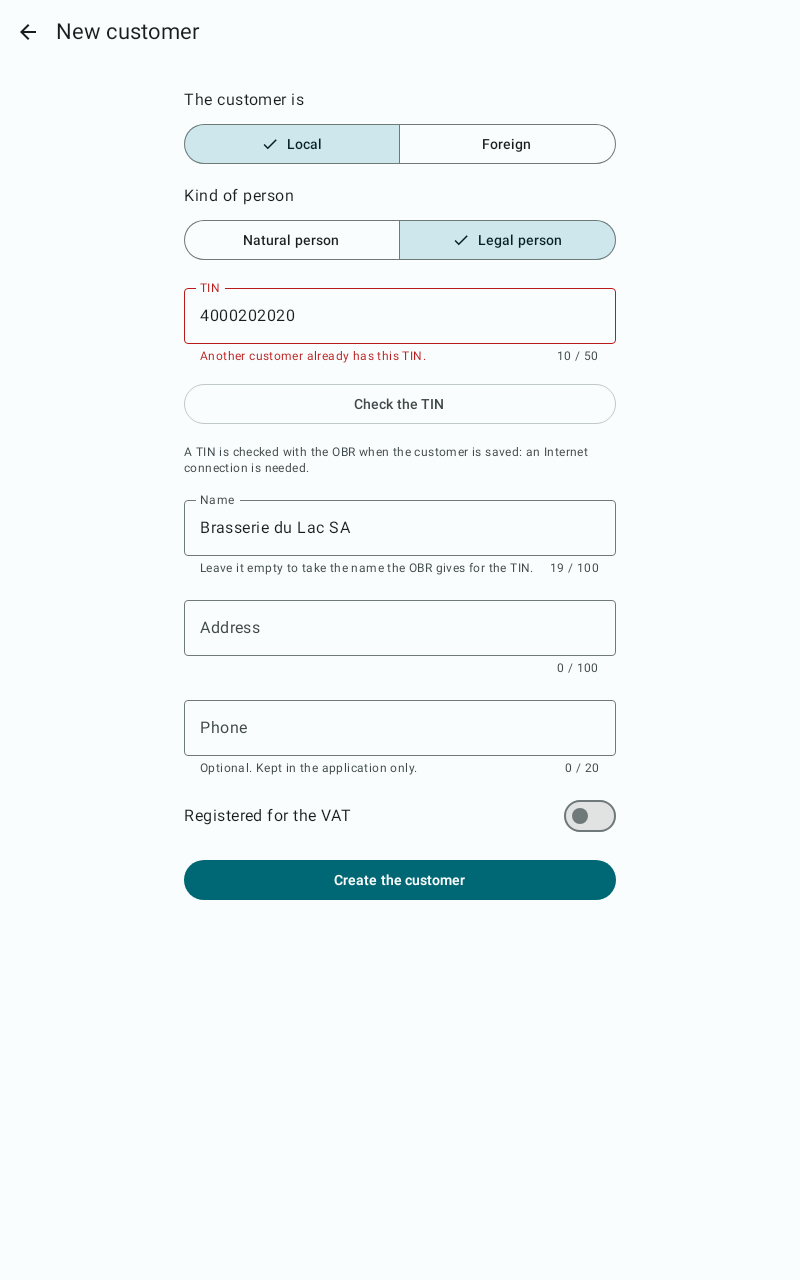 New customer
The customer is
Local
Foreign
Kind of person
Natural person
Legal person
TIN
4000202020
Another customer already has this TIN.
10 / 50
Check the TIN
A TIN is checked with the OBR when the customer is saved: an Internet
connection is needed.
Name
Brasserie du Lac SA
Leave it empty to take the name the OBR gives for the TIN.
19 / 100
Address
0 / 100
Phone
Optional. Kept in the application only.
0 / 20
Registered for the VAT
Create the customer